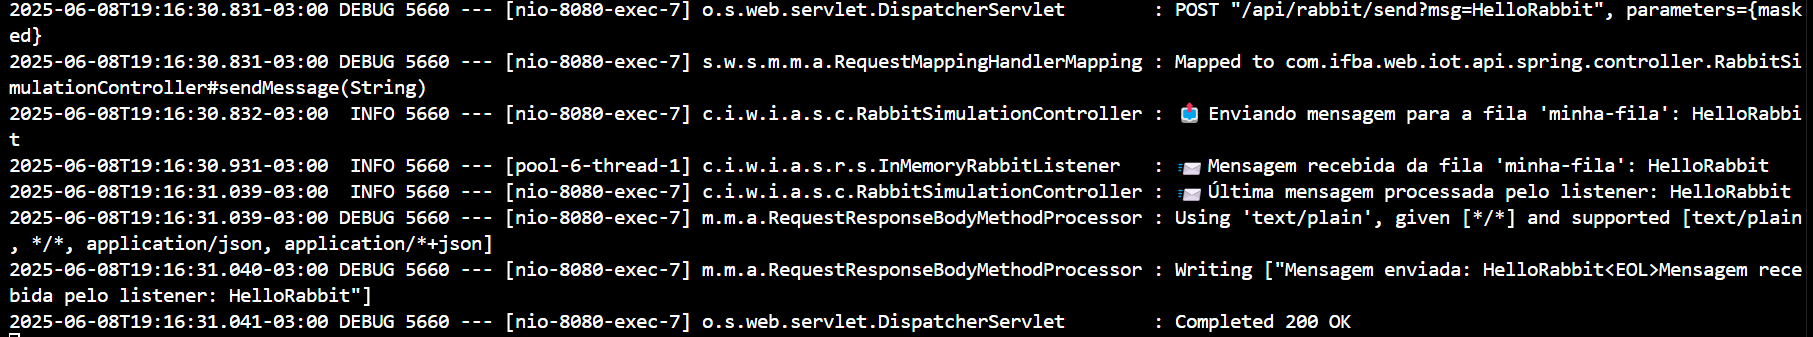 2025-06-08T19:16:30.831-03:00 DEBUG 5660 --- [nio-8080-exec-7] o.s.web.servlet.DispatcherServlet        : POST "/api/rabbit/send?msg=HelloRabbit", parameters={mask
ed}
2025-06-08T19:16:30.831-03:00 DEBUG 5660 --- [nio-8080-exec-7] s.w.s.m.m.a.RequestMappingHandlerMapping : Mapped to com.ifba.web.iot.api.spring.controller.RabbitSi
mulationController#sendMessage(String)
2025-06-08T19:16:30.832-03:00  INFO 5660 --- [nio-8080-exec-7] c.i.w.i.a.s.c.RabbitSimulationController : 📤 Enviando mensagem para a fila 'minha-fila': HelloRabbi
t
2025-06-08T19:16:30.931-03:00  INFO 5660 --- [pool-6-thread-1] c.i.w.i.a.s.r.s.InMemoryRabbitListener   : 📨 Mensagem recebida da fila 'minha-fila': HelloRabbit
2025-06-08T19:16:31.039-03:00  INFO 5660 --- [nio-8080-exec-7] c.i.w.i.a.s.c.RabbitSimulationController : 📨 Última mensagem processada pelo listener: HelloRabbit
2025-06-08T19:16:31.039-03:00 DEBUG 5660 --- [nio-8080-exec-7] m.m.a.RequestResponseBodyMethodProcessor : Using 'text/plain', given [*/*] and supported [text/plain
, */*, application/json, application/*+json]
2025-06-08T19:16:31.040-03:00 DEBUG 5660 --- [nio-8080-exec-7] m.m.a.RequestResponseBodyMethodProcessor : Writing ["Mensagem enviada: HelloRabbit<EOL>Mensagem rece
bida pelo listener: HelloRabbit"]
2025-06-08T19:16:31.041-03:00 DEBUG 5660 --- [nio-8080-exec-7] o.s.web.servlet.DispatcherServlet        : Completed 200 OK